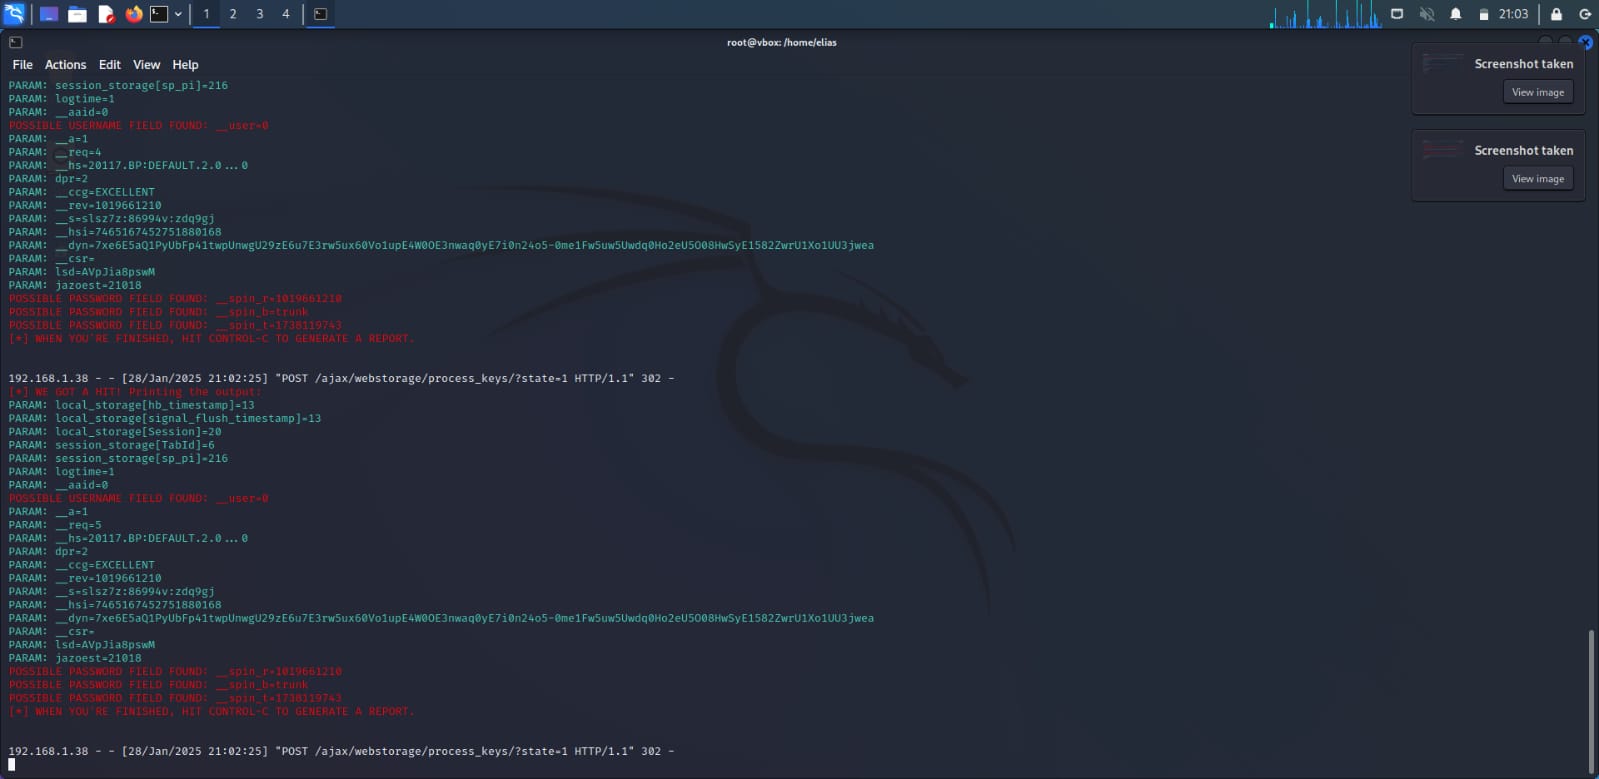 1 2 3 4
21:03
root@vbox: /home/elias
File Actions Edit View Help
Screenshot taken
View image
Screenshot taken
View image
PARAM: session_storage[sp_pi]=216
PARAM: logtime=1
PARAM: __aaid=0
POSSIBLE USERNAME FIELD FOUND: __user=0
PARAM: __a=1
PARAM: __req=4
PARAM: __hs=20117.BP:DEFAULT.2.0...0
PARAM: dpr=2
PARAM: __ccg=EXCELLENT
PARAM: __rev=1019661210
PARAM: __s=slsz7z:86994v:zdq9gj
PARAM: __hsi=7465167452751880168
PARAM: __dyn=7xe6E5aQ1PyUbFp41twpUnwgU29zE6u7E3rw5ux60Vo1upE4W0OE3nwaq0yE7i0n24o5-0me1Fw5uw5Uwdq0Ho2eU5O08HwSyE1582ZwrU1Xo1UU3jwea
PARAM: __csr=
PARAM: lsd=AVpJia8pswM
PARAM: jazoest=21018
POSSIBLE PASSWORD FIELD FOUND: __spin_r=1019661210
POSSIBLE PASSWORD FIELD FOUND: __spin_b=trunk
POSSIBLE PASSWORD FIELD FOUND: __spin_t=1738119743
[*] WHEN YOU'RE FINISHED, HIT CONTROL-C TO GENERATE A REPORT.
192.168.1.38 - - [28/Jan/2025 21:02:25] "POST /ajax/webstorage/process_keys/?state=1 HTTP/1.1" 302 -
[*] WE GOT A HIT! Printing the output:
PARAM: local_storage[hb_timestamp]=13
PARAM: local_storage[signal_flush_timestamp]=13
PARAM: local_storage[Session]=20
PARAM: session_storage[TabId]=6
PARAM: session_storage[sp_pi]=216
PARAM: logtime=1
PARAM: __aaid=0
POSSIBLE USERNAME FIELD FOUND: __user=0
PARAM: __a=1
PARAM: __req=5
PARAM: __hs=20117.BP:DEFAULT.2.0...0
PARAM: dpr=2
PARAM: __ccg=EXCELLENT
PARAM: __rev=1019661210
PARAM: __s=slsz7z:86994v:zdq9gj
PARAM: __hsi=7465167452751880168
PARAM: __dyn=7xe6E5aQ1PyUbFp41twpUnwgU29zE6u7E3rw5ux60Vo1upE4W0OE3nwaq0yE7i0n24o5-0me1Fw5uw5Uwdq0Ho2eU5O08HwSyE1582ZwrU1Xo1UU3jwea
PARAM: __csr=
PARAM: lsd=AVpJia8pswM
PARAM: jazoest=21018
POSSIBLE PASSWORD FIELD FOUND: __spin_r=1019661210
POSSIBLE PASSWORD FIELD FOUND: __spin_b=trunk
POSSIBLE PASSWORD FIELD FOUND: __spin_t=1738119743
[*] WHEN YOU'RE FINISHED, HIT CONTROL-C TO GENERATE A REPORT.
192.168.1.38 - - [28/Jan/2025 21:02:25] "POST /ajax/webstorage/process_keys/?state=1 HTTP/1.1" 302 -